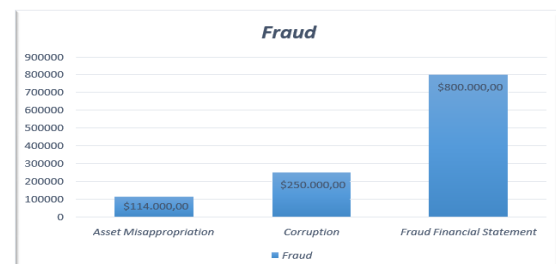 Fraud
900000
800000
700000
600000
500000
400000
300000
200000
100000
0
$114.000,00
$250.000,00
$800.000,00
Asset Misappropriation
Corruption
Fraud Financial Statement
Fraud